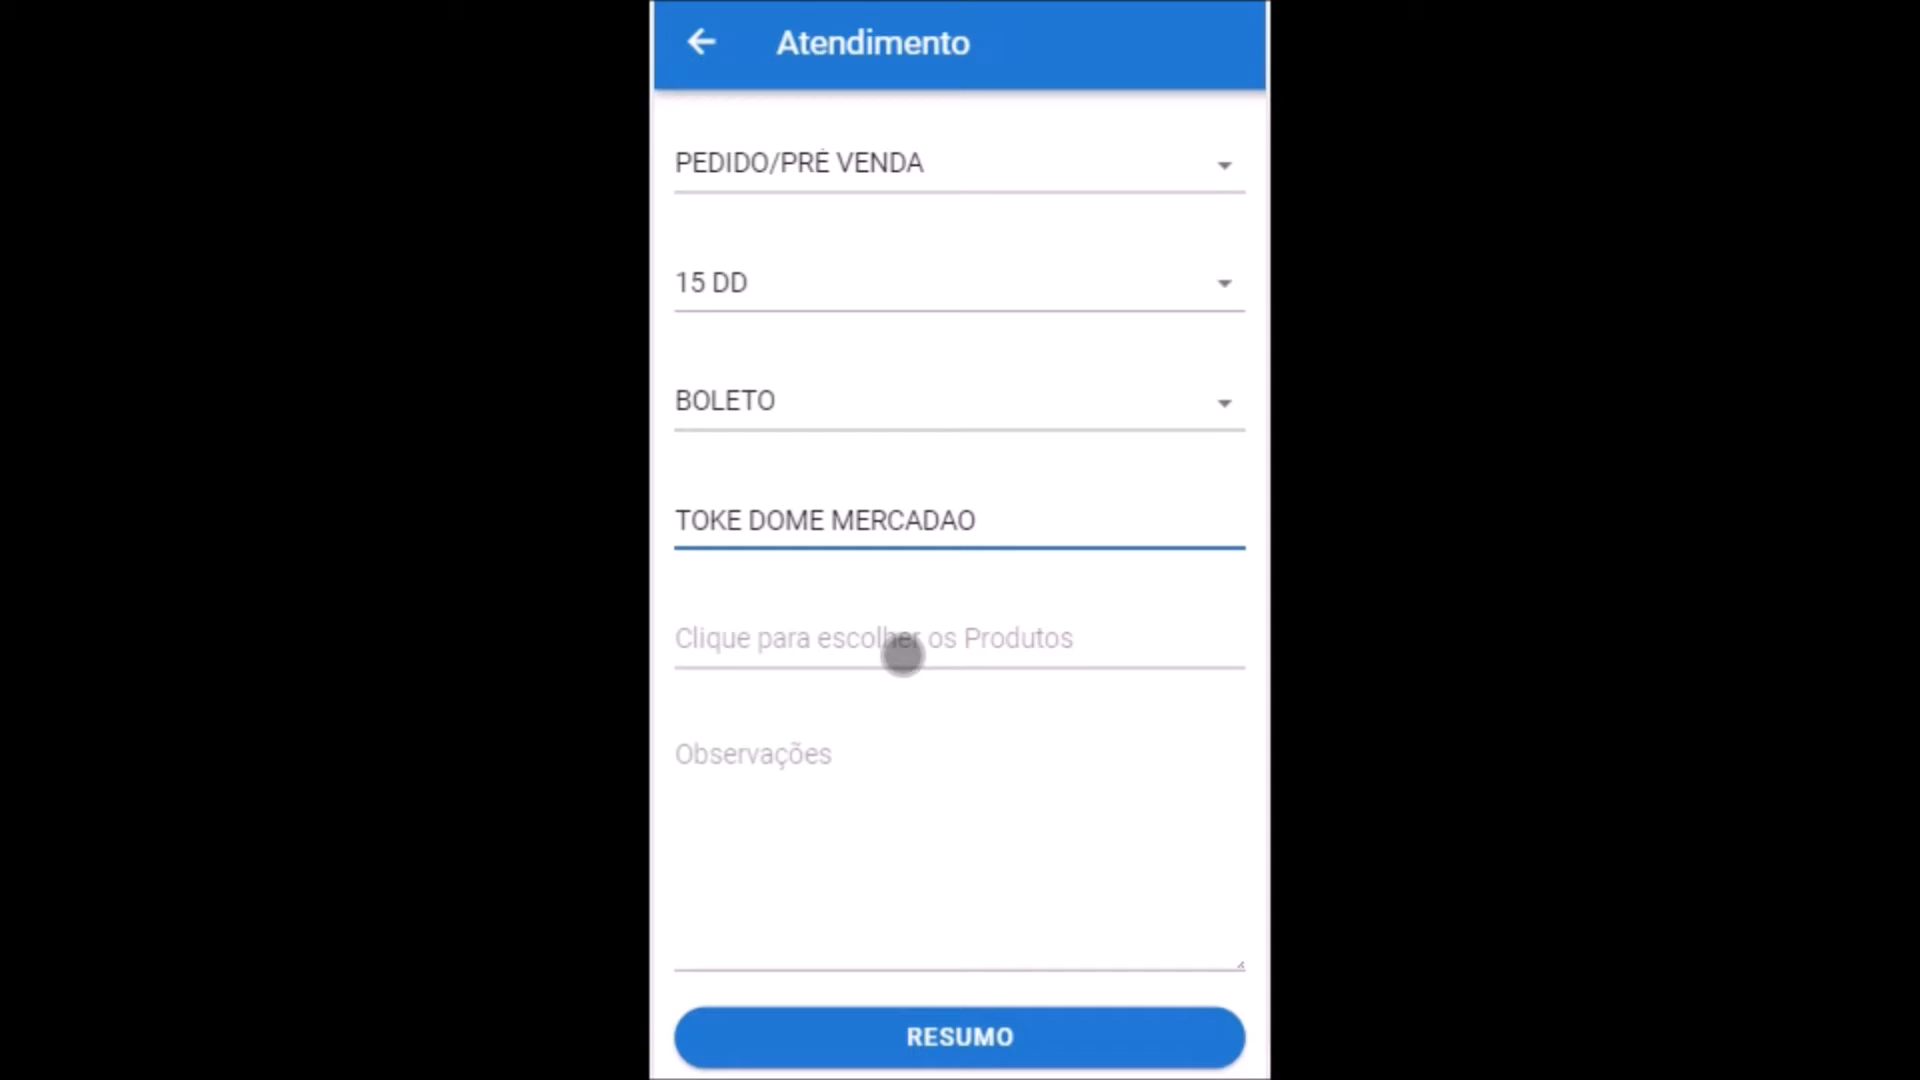 Atendimento
PEDIDO/PRÉ VENDA
15 DD
BOLETO
TOKE DOME MERCADAO
Clique para escolher os Produtos
Observações
RESUMO